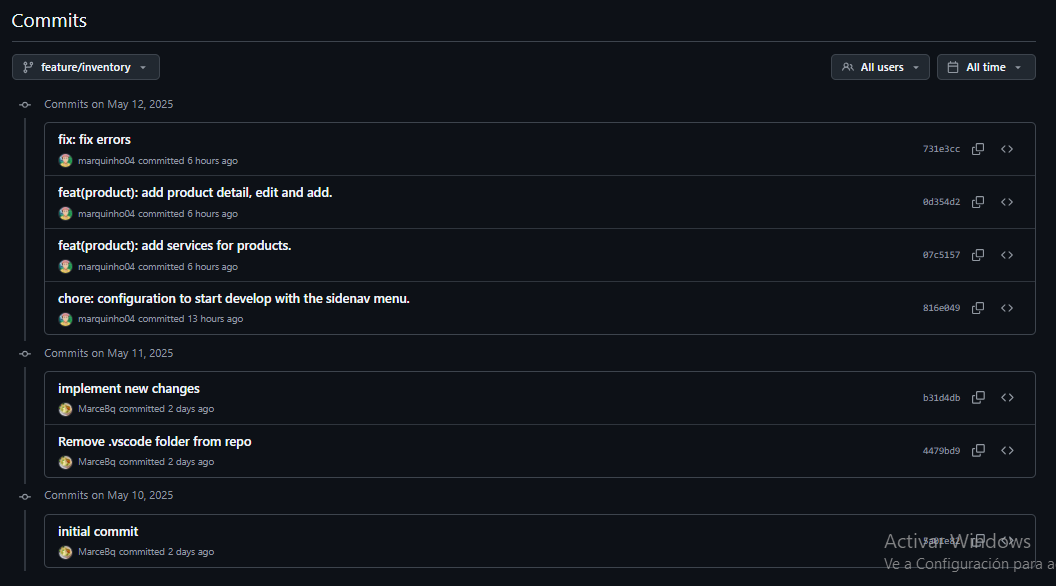 Commits
feature/inventory
All users
All time
Commits on May 12, 2025
fix: fix errors
marquinho04 committed 6 hours ago
731e3cc
feat(product): add product detail, edit and add.
marquinho04 committed 6 hours ago
0d354d2
feat(product): add services for products.
marquinho04 committed 6 hours ago
07c5157
chore: configuration to start develop with the sidenav menu.
marquinho04 committed 13 hours ago
816e049
Commits on May 11, 2025
implement new changes
MarceBq committed 2 days ago
b31d4db
Remove .vscode folder from repo
MarceBq committed 2 days ago
4479bd9
Commits on May 10, 2025
initial commit
MarceBq committed 2 days ago
Activar Windows
Ve a Configuración para a